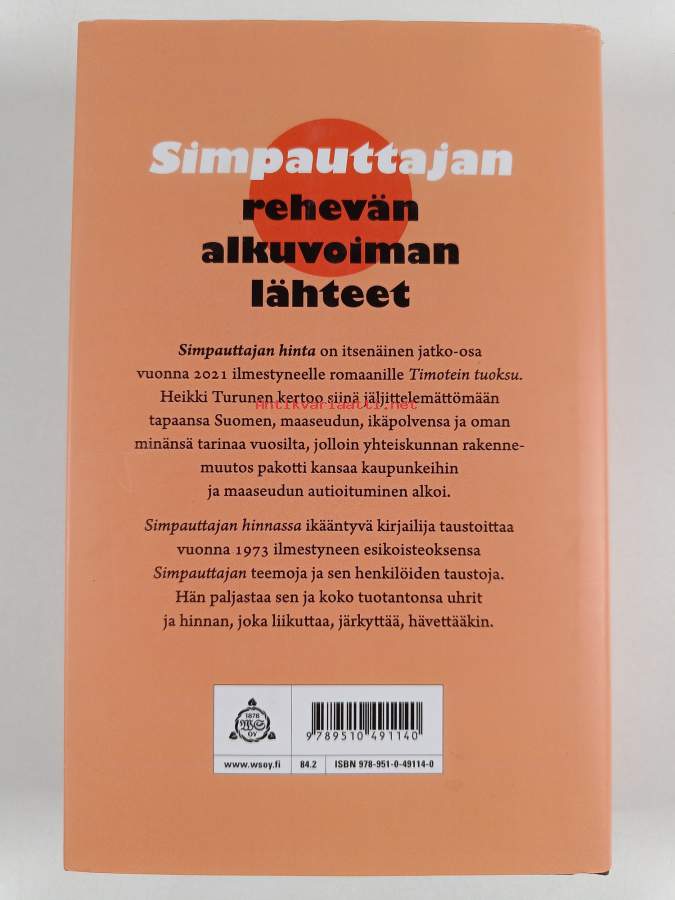 Simpauttajan
rehevän
alkuvoiman
lähteet
Simpauttajan hinta on itsenäinen jatko-osa
vuonna 2021 ilmestyneelle romaanille Timotein tuoksu.
Heikki Turunen kertoo siinä jäljittelemättömään
Antikvariaatti.net
tapaansa Suomen, maaseudun, ikäpolvensa ja oman
minänsä tarinaa vuosilta, jolloin yhteiskunnan rakenne-
muutos pakotti kansaa kaupunkeihin
ja maaseudun autioituminen alkoi.
Simpauttajan hinnassa ikääntyvä kirjailija taustoittaa
vuonna 1973 ilmestyneen esikoisteoksensa
Simpauttajan teemoja ja sen henkilöiden taustoja.
Hän paljastaa sen ja koko tuotantonsa uhrit
ja hinnan, joka liikuttaa, järkyttää, hävettääkin.
1878
WS
OY
9 789510 491140
www.wsoy.fi
84.2
ISBN 978-951-0-49114-0